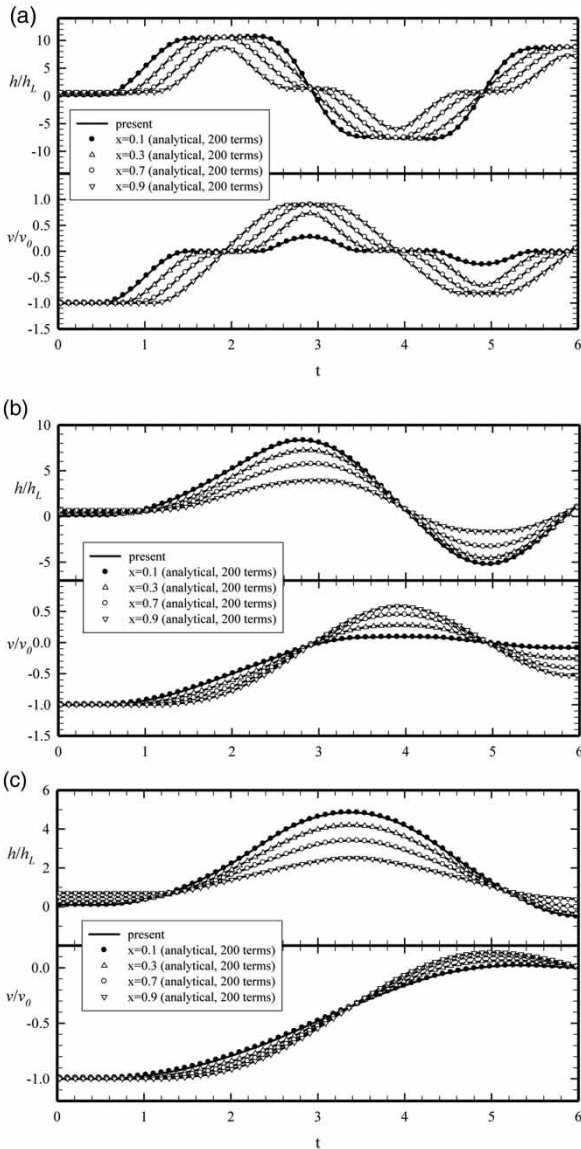 (a)
10
5
h/h_L
0
-5
-10
present
x=0.1 (analytical, 200 terms)
x=0.3 (analytical, 200 terms)
x=0.7 (analytical, 200 terms)
x=0.9 (analytical, 200 terms)
1.0
0.5
v/v_0
0.0
-0.5
-1.0
-1.5
0 1 2 3 4 5 6
t
(b)
10
5
h/h_L
0
-5
present
x=0.1 (analytical, 200 terms)
x=0.3 (analytical, 200 terms)
x=0.7 (analytical, 200 terms)
x=0.9 (analytical, 200 terms)
0.5
v/v_0
0.0
-0.5
-1.0
-1.5
0 1 2 3 4 5 6
(c)
6
4
h/h_L
2
0
present
x=0.1 (analytical, 200 terms)
x=0.3 (analytical, 200 terms)
x=0.7 (analytical, 200 terms)
x=0.9 (analytical, 200 terms)
0.0
v/v_0
-0.5
-1.0
0 1 2 3 4 5 6
t